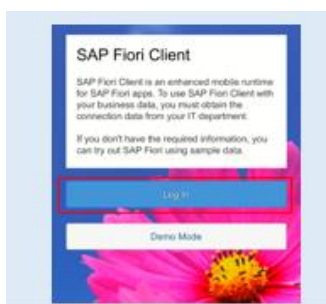 SAP Fiori Client
SAP Fiori Client is an enhanced mobile runtime
for SAP Fiori apps. To use SAP Fiori Client with
your business data, you must obtain the
connection data from your IT department.
If you don't have the required information, you
can try out SAP Fiori using sample data.
Log In
Demo Mode